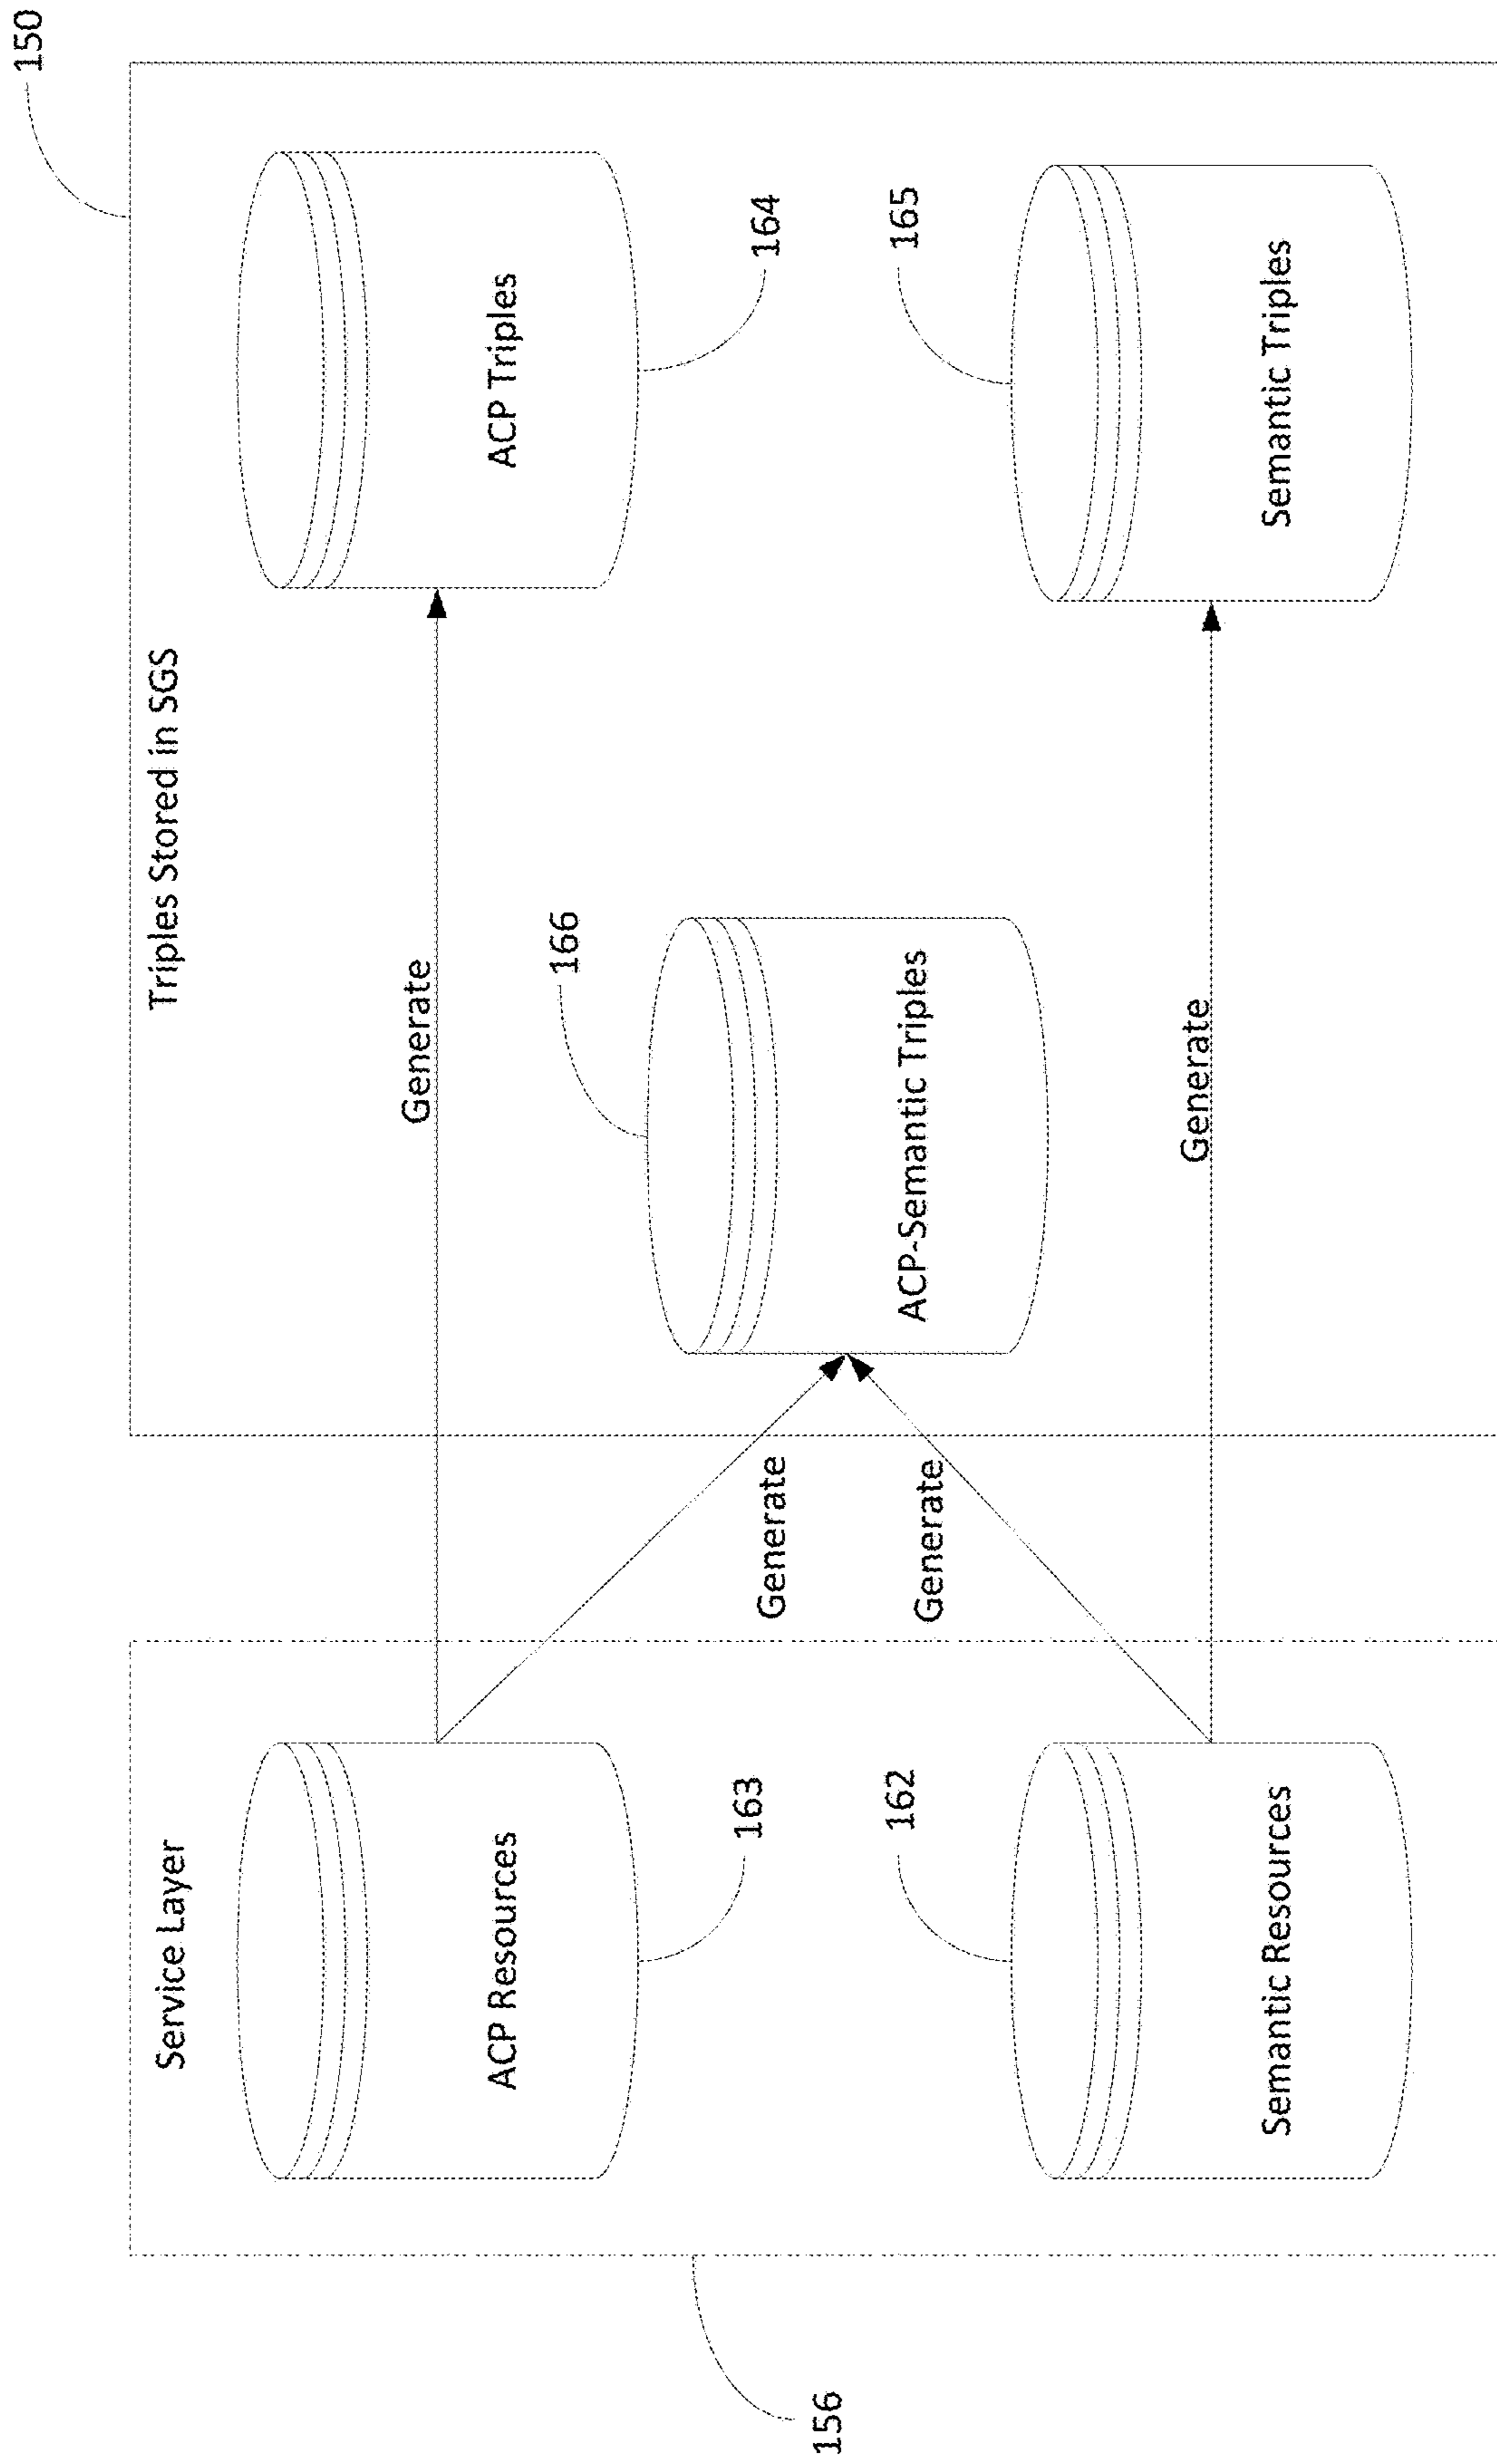 150
Service Layer
Triples Stored in SGS
ACP Resources
163
Generate
ACP Triples
164
Generate
166
ACP-Semantic Triples
Generate
162
Semantic Resources
165
Generate
Semantic Triples
156